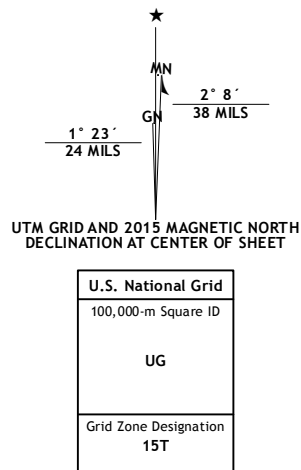 ★
MN
GN
2° 8´
38 MILS
1° 23´
24 MILS
UTM GRID AND 2015 MAGNETIC NORTH
DECLINATION AT CENTER OF SHEET
U.S. National Grid
100,000-m Square ID
UG
Grid Zone Designation
15T